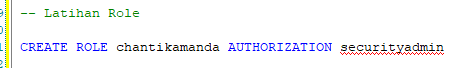 -- Latihan Role
CREATE ROLE chantikamanda AUTHORIZATION securityadmin